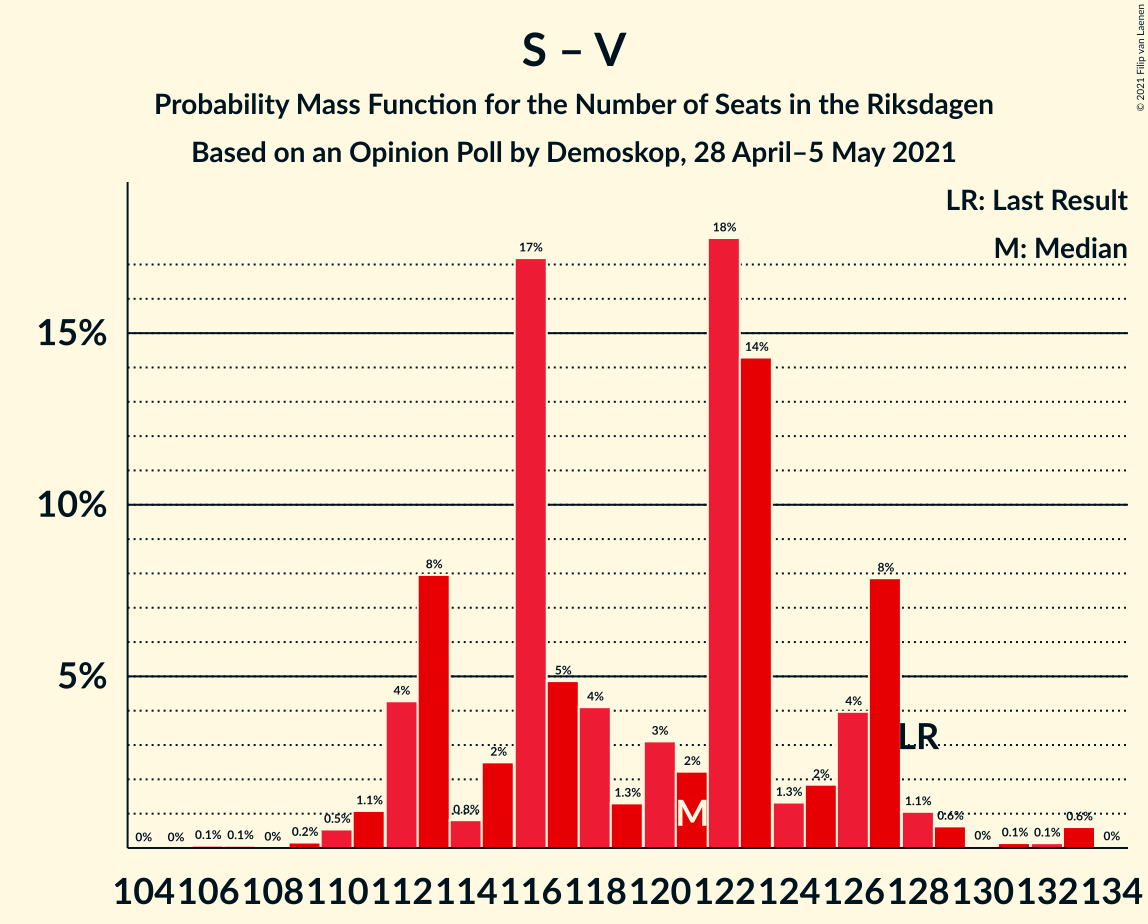 S – V
Probability Mass Function for the Number of Seats in the Riksdagen
Based on an Opinion Poll by Demoskop, 28 April–5 May 2021
© 2021 Filip van Laenen
LR: Last Result
M: Median
15%
10%
5%
0% 0% 0.1% 0.1% 0% 0.2% 0.5% 1.1% 4% 8% 0.8% 2% 17% 5% 4% 1.3% 3% 2% 18% 14% 1.3% 2% 4% 8% 1.1% 0.6% 0% 0.1% 0.1% 0.6% 0%
LR
M
104 106 108 110 112 114 116 118 120 122 124 126 128 130 132 134